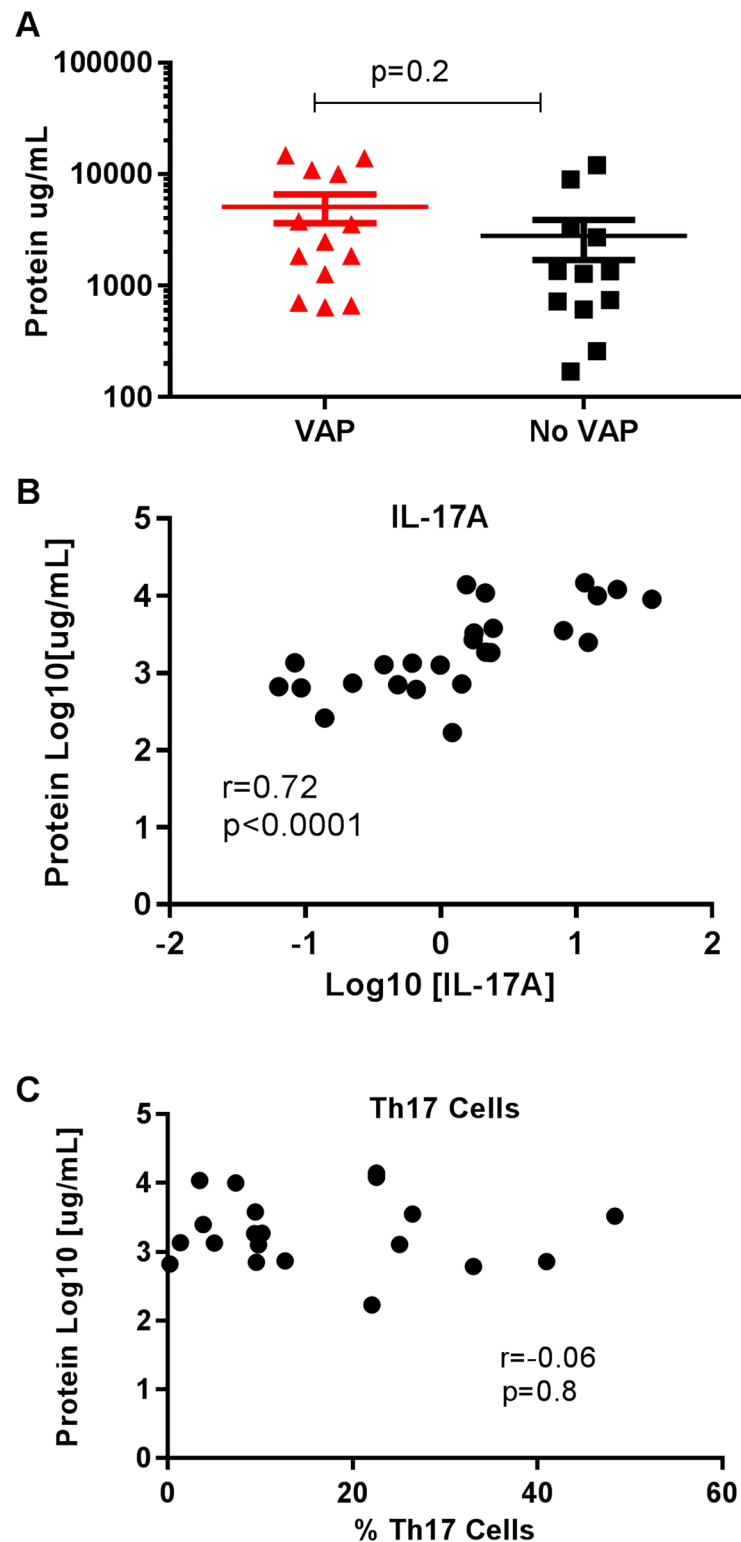 A
p=0.2
Protein ug/mL
100000
10000
1000
100
VAP No VAP
B
IL-17A
Protein Log10[ug/mL]
5
4
3
2
1
0
r=0.72
p<0.0001
-2 -1 0 1 2
Log10 [IL-17A]
C
Th17 Cells
Protein Log10 [ug/mL]
5
4
3
2
1
0
r=-0.06
p=0.8
0 20 40 60
% Th17 Cells